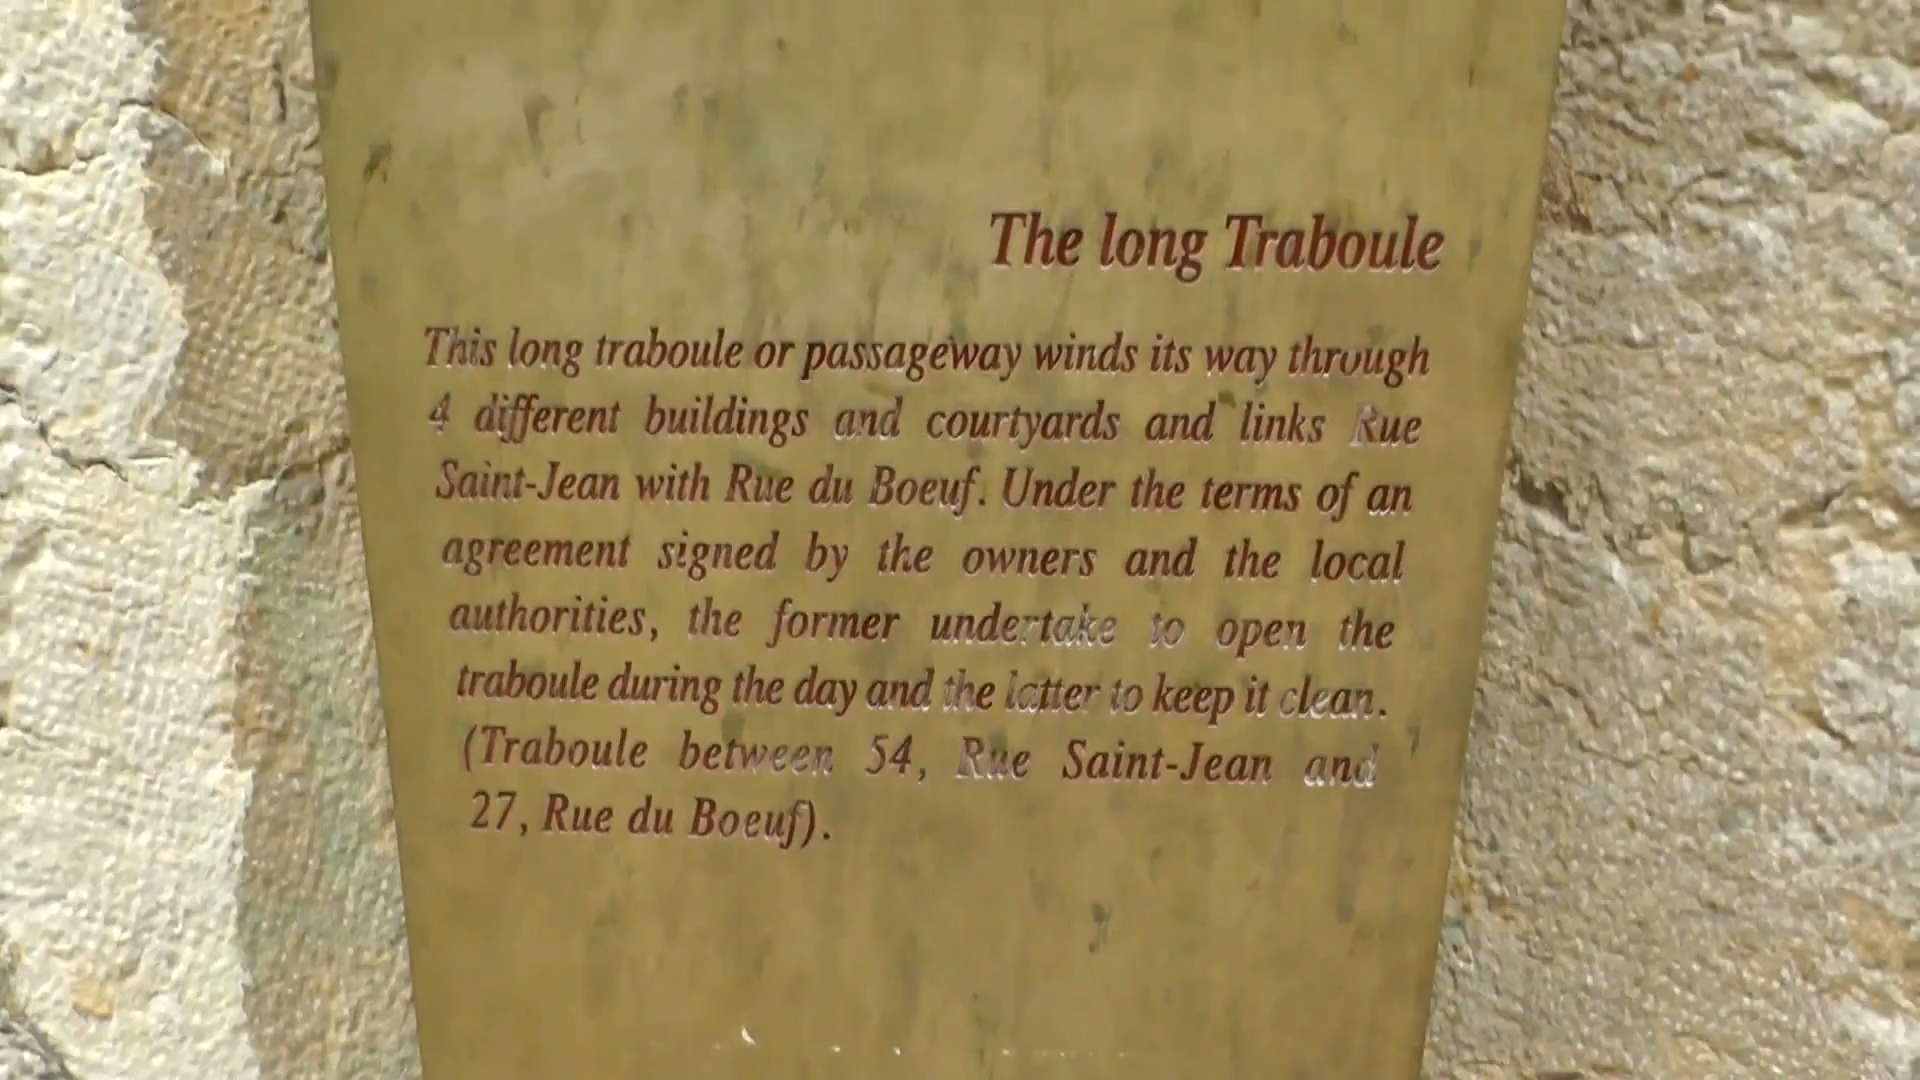 The long Traboule
This long traboule or passageway winds its way through
4 different buildings and courtyards and links Rue
Saint-Jean with Rue du Boeuf. Under the terms of an
agreement signed by the owners and the local
authorities, the former undertake to open the
traboule during the day and the latter to keep it clean.
(Traboule between 54, Rue Saint-Jean and
27, Rue du Boeuf).